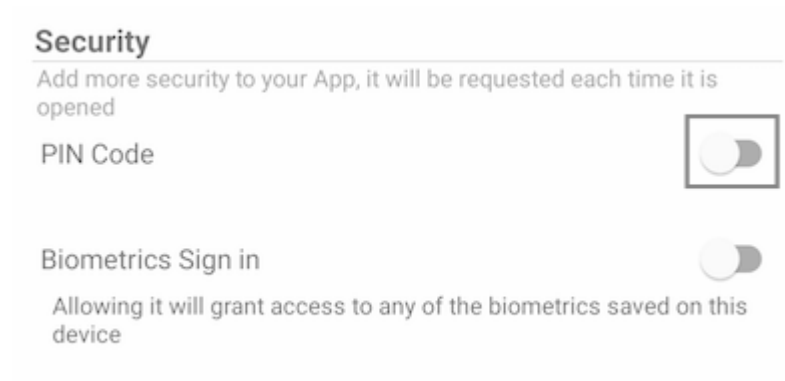 Security
Add more security to your App, it will be requested each time it is
opened
PIN Code
Biometrics Sign in
Allowing it will grant access to any of the biometrics saved on this
device